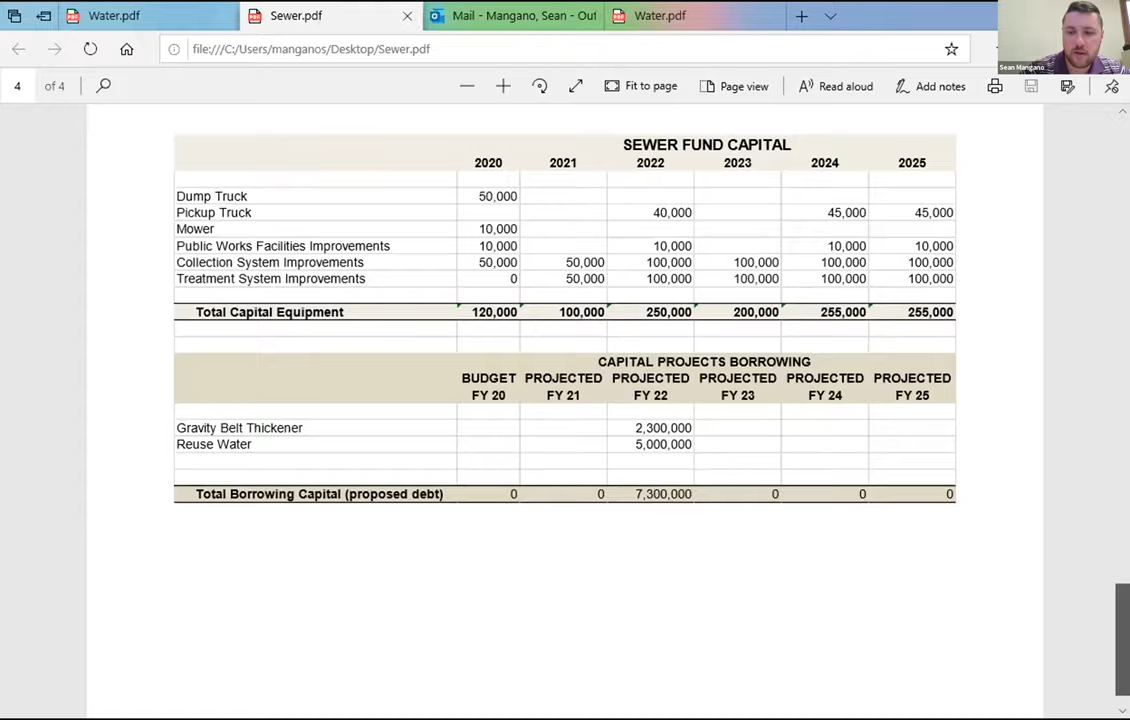 Water.pdf
Sewer.pdf
Mail - Mangano, Sean - Out
Water.pdf
file:///C:/Users/manganos/Desktop/Sewer.pdf
Sean Mangano
4 of 4
Fit to page
Page view
Read aloud
Add notes
SEWER FUND CAPITAL
2020 2021 2022 2023 2024 2025
Dump Truck 50,000
Pickup Truck 40,000 45,000 45,000
Mower 10,000
Public Works Facilities Improvements 10,000 10,000 10,000 10,000
Collection System Improvements 50,000 50,000 100,000 100,000 100,000 100,000
Treatment System Improvements 0 50,000 100,000 100,000 100,000 100,000
Total Capital Equipment 120,000 100,000 250,000 200,000 255,000 255,000
CAPITAL PROJECTS BORROWING
BUDGET PROJECTED PROJECTED PROJECTED PROJECTED PROJECTED
FY 20 FY 21 FY 22 FY 23 FY 24 FY 25
Gravity Belt Thickener 2,300,000
Reuse Water 5,000,000
Total Borrowing Capital (proposed debt) 0 0 7,300,000 0 0 0